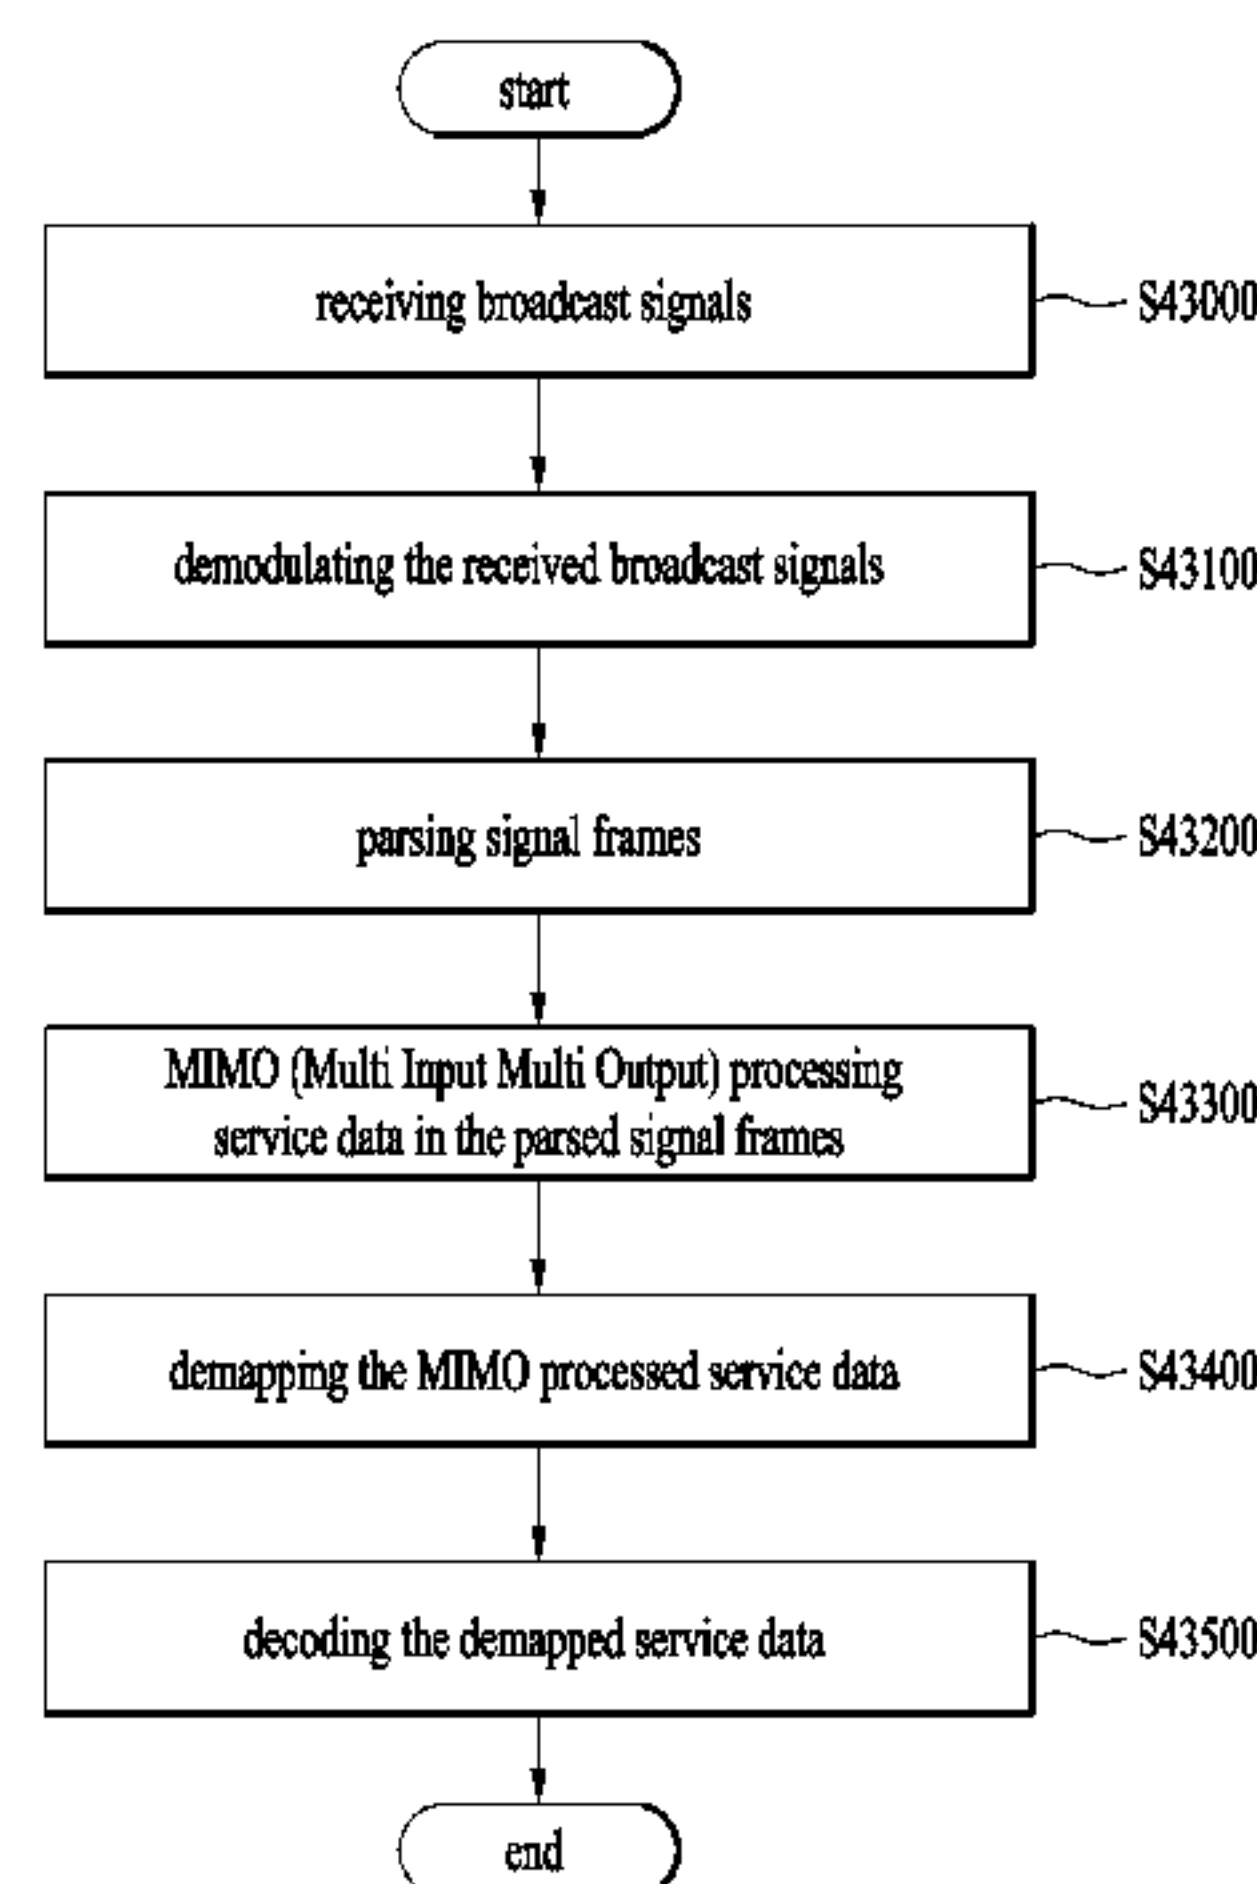 start
receiving broadcast signals
S43000
demodulating the received broadcast signals
S43100
parsing signal frames
S43200
MIMO (Multi Input Multi Output) processing
service data in the parsed signal frames
S43300
demapping the MIMO processed service data
S43400
decoding the demapped service data
S43500
end